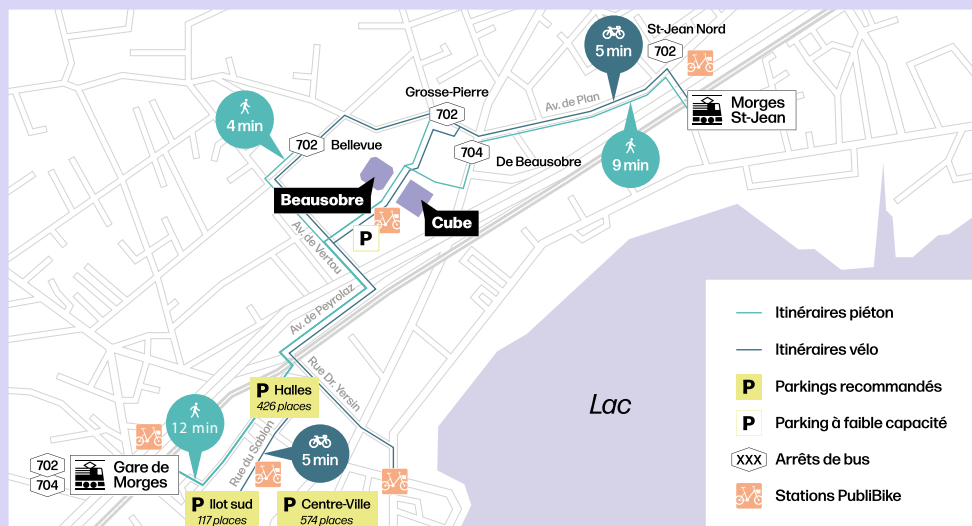 St-Jean Nord
702
5 min
Grosse-Pierre
702
Av. de Plan
Morges
St-Jean
4 min
702
Bellevue
704
De Beausobre
9 min
Beausobre
Cube
P
Av. de Vertou
Av. de Peyrolaz
Rue Dr. Yersin
P Halles
426 places
12 min
Rue du Sablon
5 min
702
704
Gare de
Morges
P Ilot sud
117 places
P Centre-Ville
574 places
Lac
Itinéraires piéton
Itinéraires vélo
P Parkings recommandés
P Parking à faible capacité
XXX Arrêts de bus
Stations PubliBike